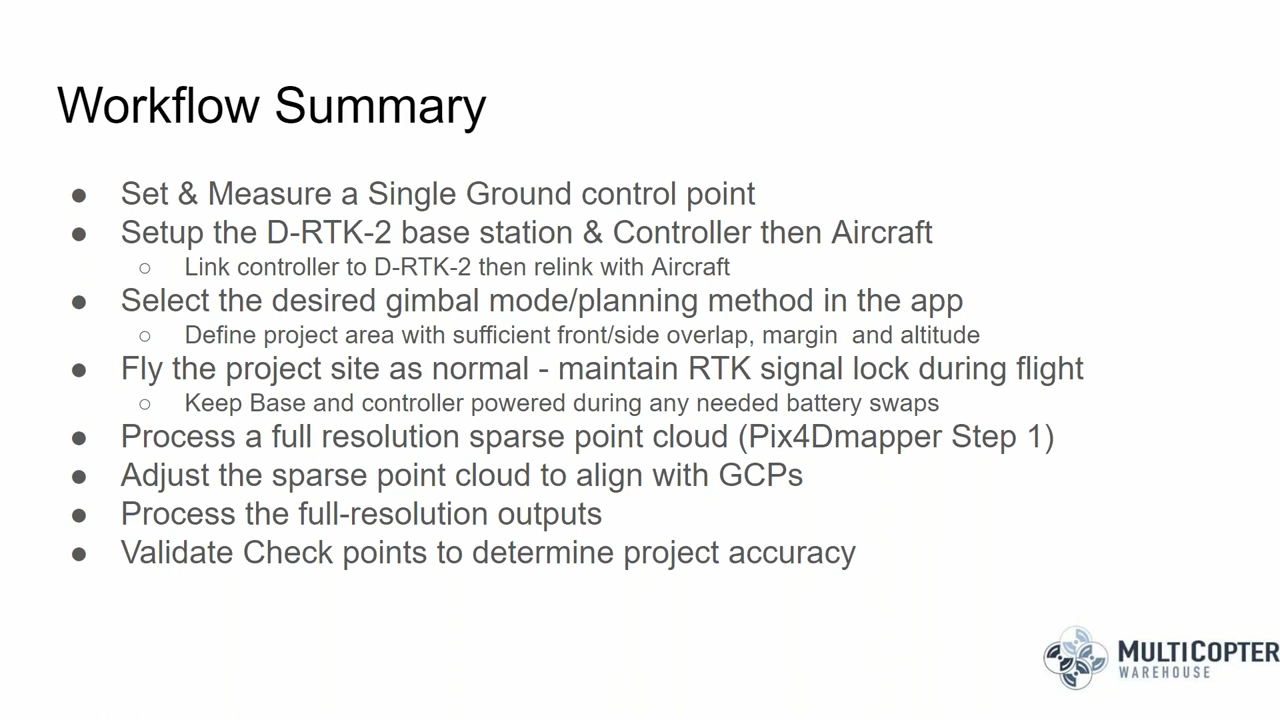 Workflow Summary
● Set & Measure a Single Ground control point
● Setup the D-RTK-2 base station & Controller then Aircraft
○ Link controller to D-RTK-2 then relink with Aircraft
● Select the desired gimbal mode/planning method in the app
○ Define project area with sufficient front/side overlap, margin  and altitude
● Fly the project site as normal - maintain RTK signal lock during flight
○ Keep Base and controller powered during any needed battery swaps
● Process a full resolution sparse point cloud (Pix4Dmapper Step 1)
● Adjust the sparse point cloud to align with GCPs
● Process the full-resolution outputs
● Validate Check points to determine project accuracy
MULTICOPTER
WAREHOUSE